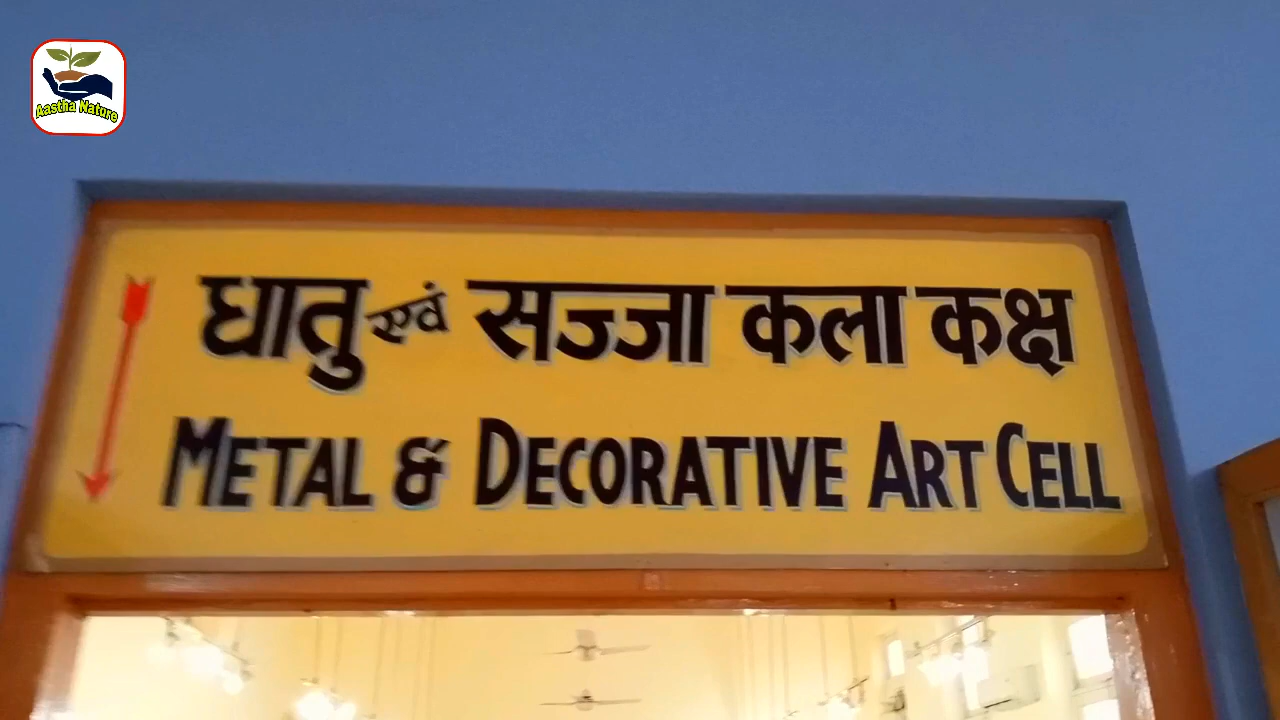 Aastha Nature
धातु एवं सज्जा कला कक्ष
METAL & DECORATIVE ART CELL